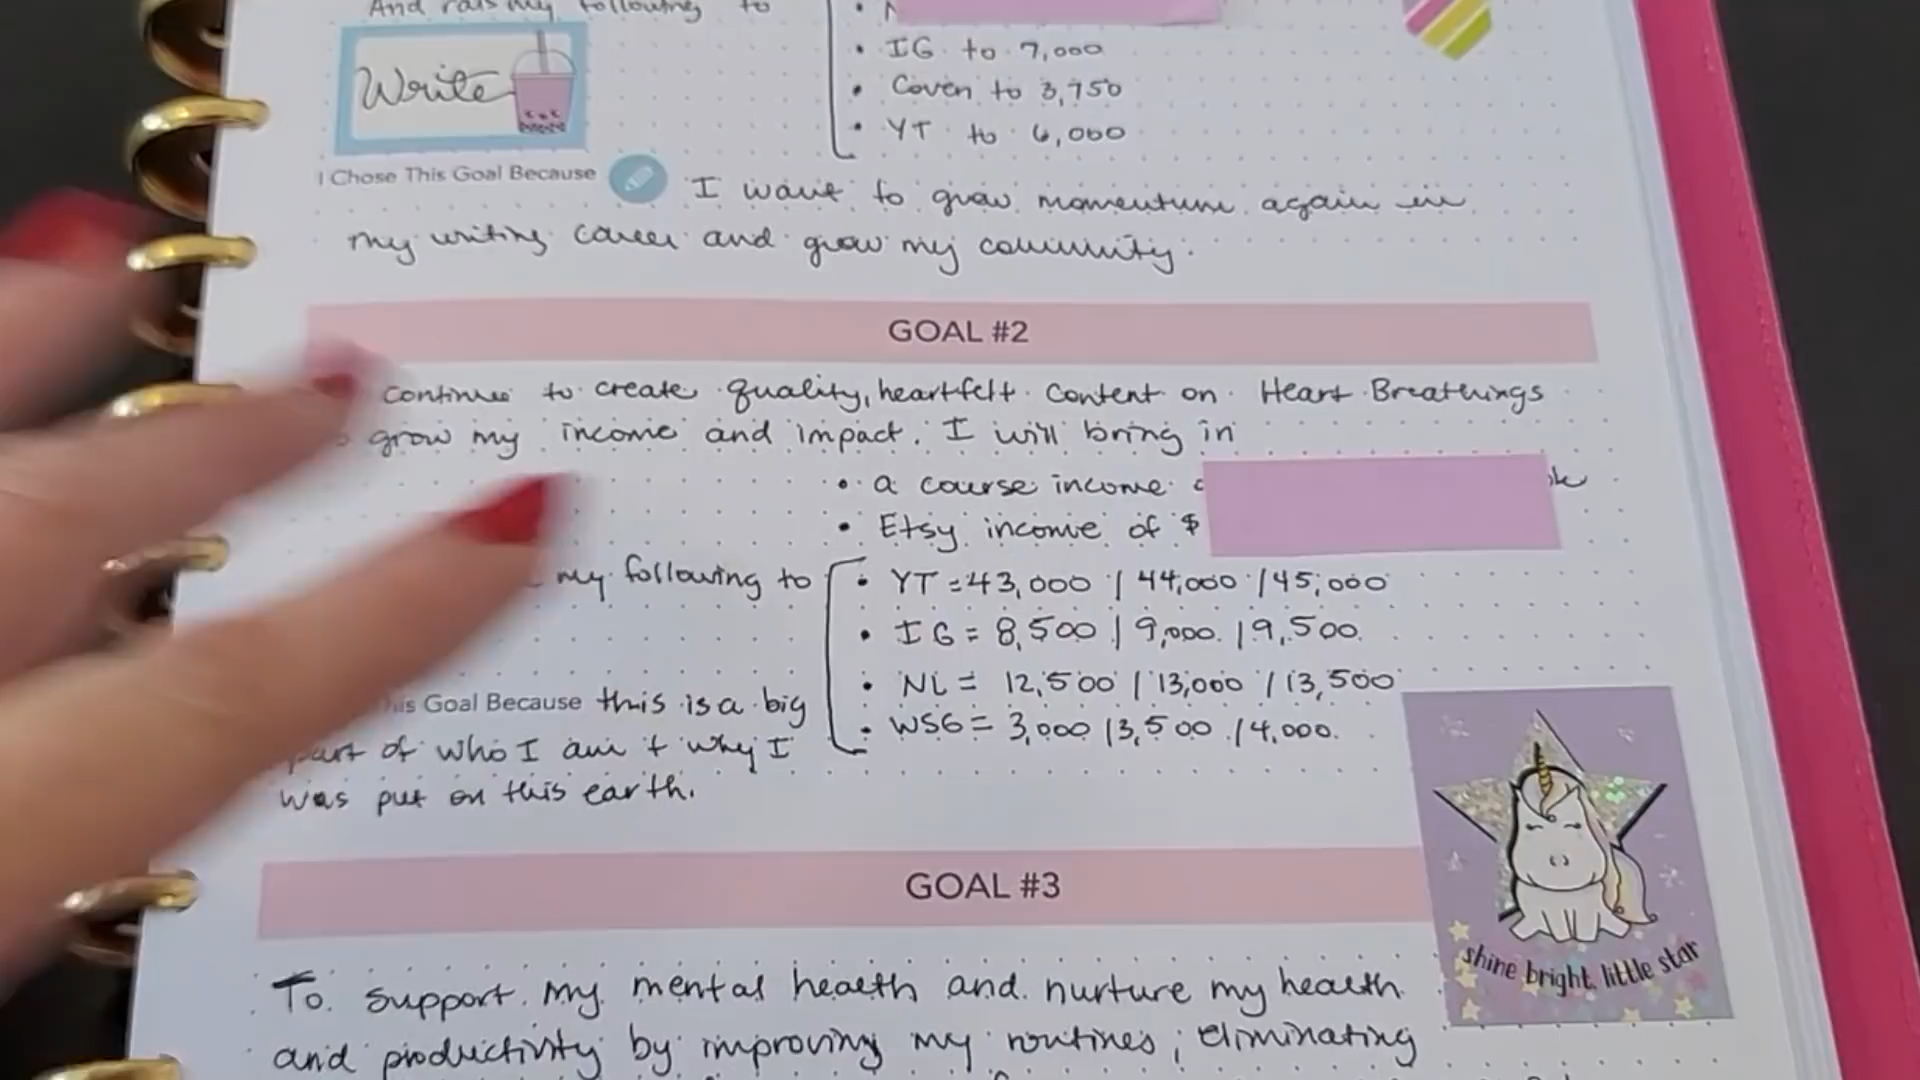 And rais my following to
Write
• IG to 7,000
• Coven to 3,750
• YT to 6,000
I Chose This Goal Because I want to grow momentum again in
my writing career and grow my community.
GOAL #2
continue to create quality, heartfelt content on Heart Breathings
grow my income and impact. I will bring in
• a course income
• Etsy income of $
my following to
• YT = 43,000 / 44,000 / 45,000
• IG = 8,500 / 9,000 / 9,500
• NL = 12,500 / 13,000 / 13,500
• WSG = 3,000 / 3,500 / 4,000
Goal Because this is a big
part of who I am + why I
was put on this earth.
GOAL #3
shine bright, little star
To support my mental health and nurture my health
and productivity by improving my routines, eliminating